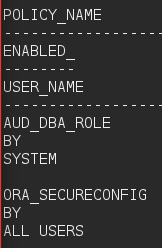 POLICY_NAME
------------------
ENABLED_
--------
USER_NAME
------------------
AUD_DBA_ROLE
BY
SYSTEM
ORA_SECURECONFIG
BY
ALL USERS